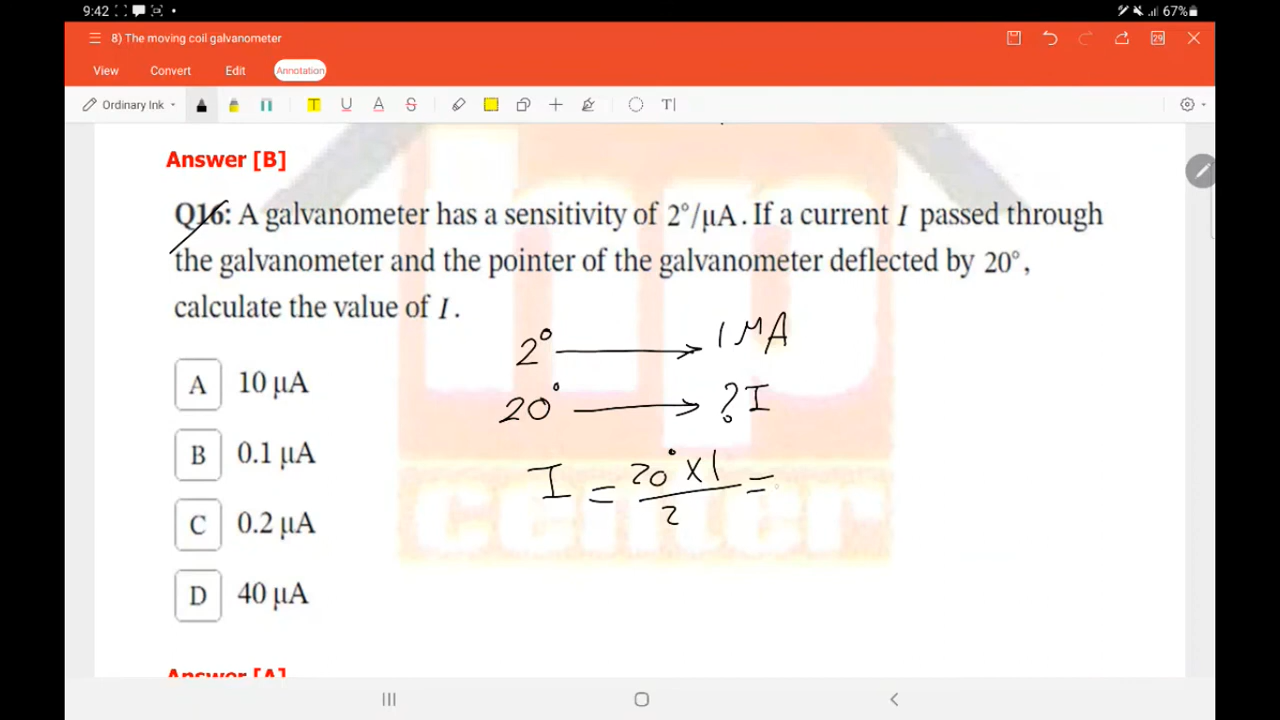 9:42 67%
8) The moving coil galvanometer
29
View Convert Edit Annotation
Ordinary Ink T U A S T|
Answer [B]
Q16: A galvanometer has a sensitivity of 2°/μA. If a current I passed through
the galvanometer and the pointer of the galvanometer deflected by 20°,
calculate the value of I.
2° → 1 μA
20° → ? I
I = 20° × 1 / 2 =
A 10 μA
B 0.1 μA
C 0.2 μA
D 40 μA
center
Answer [A]